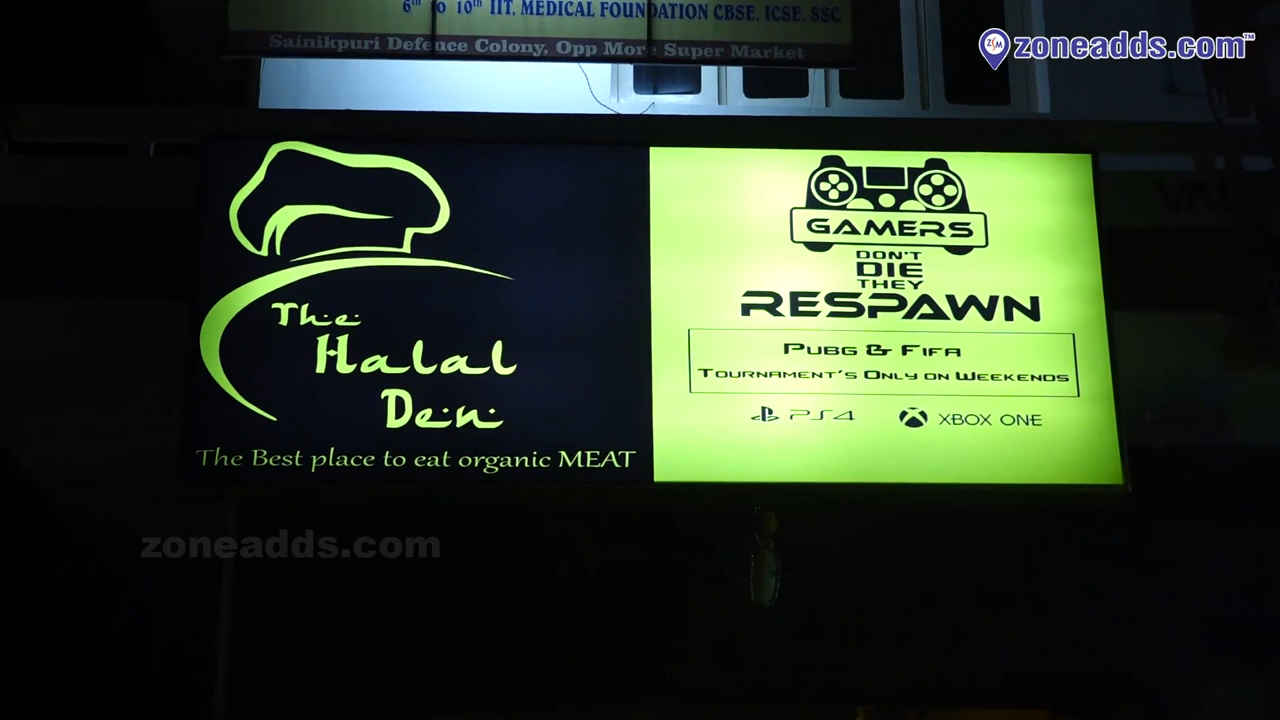 6th to 10th IIT, MEDICAL FOUNDATION CBSE, ICSE, SSC
Sainikpuri Defence Colony, Opp More Super Market
zoneadds.com™
The
Halal
Den
The Best place to eat organic MEAT
GAMERS
DON'T
DIE
THEY
RESPAWN
PUBG & FIFA
TOURNAMENT'S ONLY ON WEEKENDS
PS4 XBOX ONE
zoneadds.com